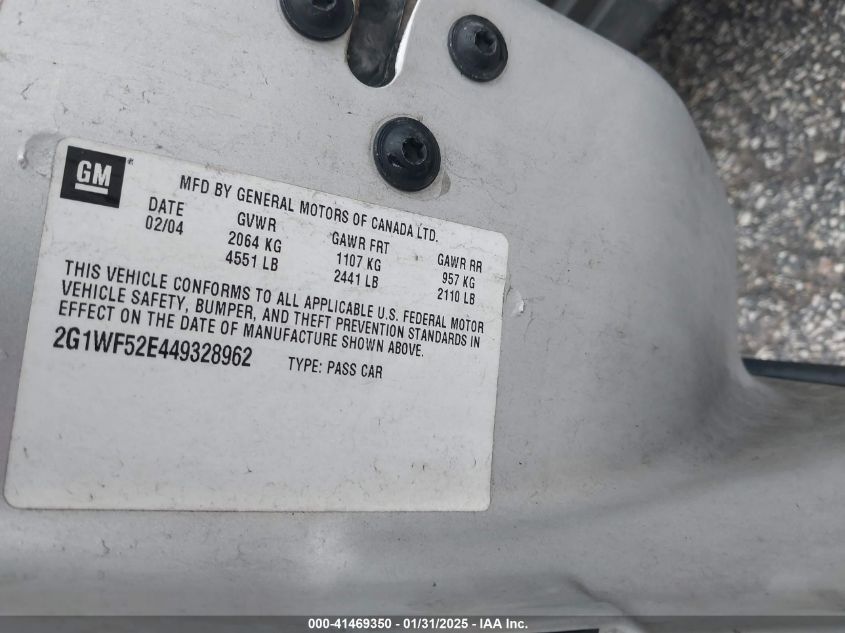 GM
MFD BY GENERAL MOTORS OF CANADA LTD.
DATE GVWR GAWR FRT GAWR RR
02/04 2064 KG 1107 KG 957 KG
4551 LB 2441 LB 2110 LB
THIS VEHICLE CONFORMS TO ALL APPLICABLE U.S. FEDERAL MOTOR
VEHICLE SAFETY, BUMPER, AND THEFT PREVENTION STANDARDS IN
EFFECT ON THE DATE OF MANUFACTURE SHOWN ABOVE.
2G1WF52E449328962 TYPE: PASS CAR
000-41469350 - 01/31/2025 - IAA Inc.